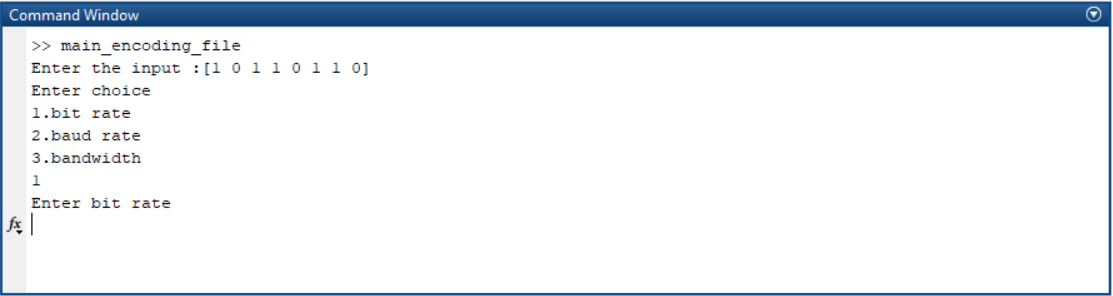 Command Window
>> main_encoding_file
Enter the input :[1 0 1 1 0 1 1 0]
Enter choice
1.bit rate
2.baud rate
3.bandwidth
1
Enter bit rate
fx